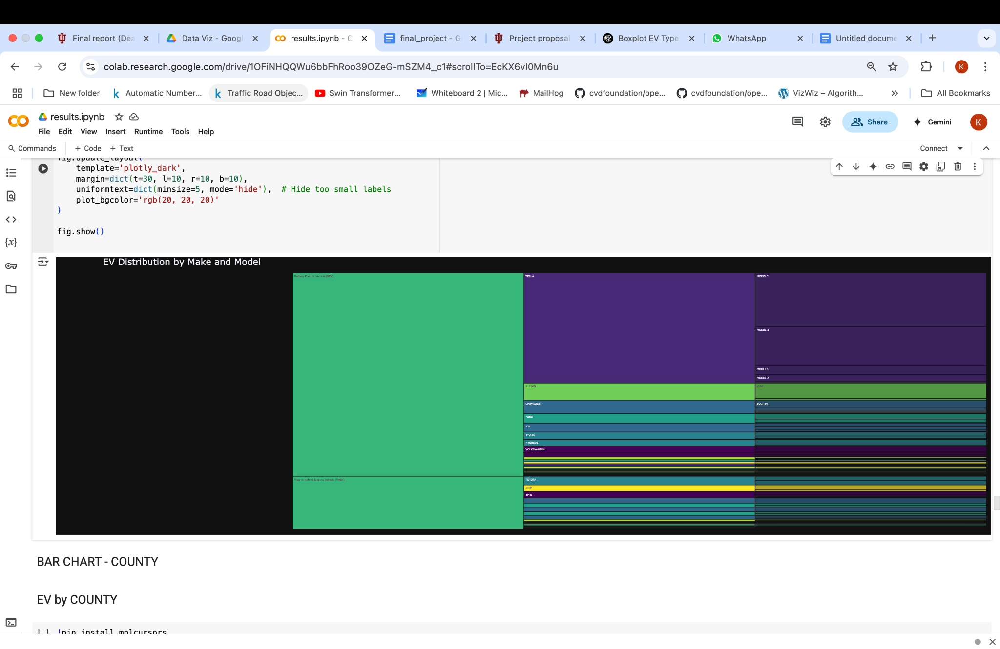 Final report (Dea
Data Viz - Googl
results.ipynb - C
final_project - G
Project proposal
Boxplot EV Type
WhatsApp
Untitled docume
colab.research.google.com/drive/1OFiNHQQWu6bbFhRoo39OZeG-mSZM4_c1#scrollTo=EcKX6vI0Mn6u
K
New folder
Automatic Number...
Traffic Road Objec...
Swin Transformer...
Whiteboard 2 | Mic...
MailHog
cvdfoundation/ope...
cvdfoundation/ope...
VizWiz – Algorith...
All Bookmarks
results.ipynb
File Edit View Insert Runtime Tools Help
Share
Gemini
K
Commands + Code + Text
Connect
fig.update_layout(
template='plotly_dark',
margin=dict(t=30, l=10, r=10, b=10),
uniformtext=dict(minsize=5, mode='hide'), # Hide too small labels
plot_bgcolor='rgb(20, 20, 20)'
)
fig.show()
EV Distribution by Make and Model
Battery Electric Vehicle (BEV)
TESLA
MODEL Y
MODEL 3
MODEL S
MODEL X
NISSAN
LEAF
CHEVROLET
BOLT EV
FORD
KIA
RIVIAN
HYUNDAI
VOLKSWAGEN
Plug-in Hybrid Electric Vehicle (PHEV)
TOYOTA
JEEP
BMW
BAR CHART - COUNTY
EV by COUNTY
[ ] !pip install mplcursors